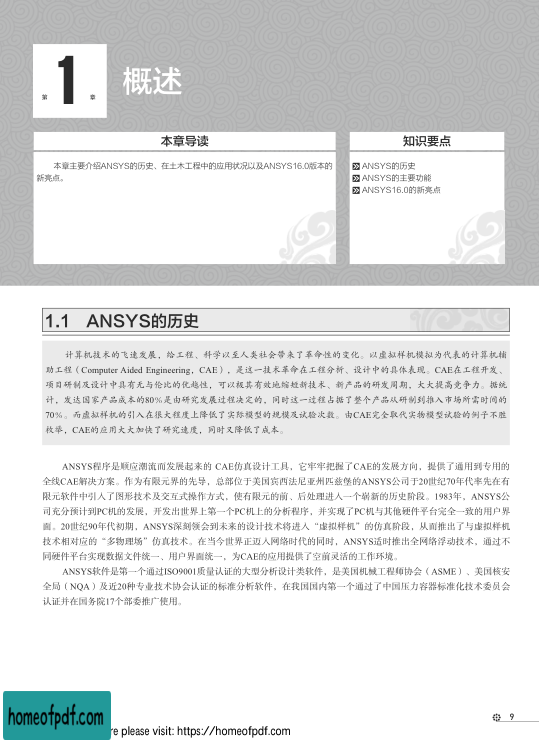 第 1 章
概述
本章导读
本章主要介绍ANSYS的历史、在土木工程中的应用状况以及ANSYS16.0版本的
新亮点。
知识要点
ANSYS的历史
ANSYS的主要功能
ANSYS16.0的新亮点
1.1 ANSYS的历史
计算机技术的飞速发展，给工程、科学以至人类社会带来了革命性的变化。以虚拟样机模拟为代表的计算机辅
助工程（Computer Aided Engineering，CAE），是这一技术革命在工程分析、设计中的具体表现。CAE在工程开发、
项目研制及设计中具有无与伦比的优越性，可以极其有效地缩短新技术、新产品的研发周期，大大提高竞争力。据统
计，发达国家产品成本的80%是由研究发展过程决定的，同时这一过程占据了整个产品从研制到推入市场所需时间的
70%。而虚拟样机的引入在很大程度上降低了实际模型的规模及试验次数。由CAE完全取代实物模型试验的例子不胜
枚举，CAE的应用大大加快了研究速度，同时又降低了成本。
ANSYS程序是顺应潮流而发展起来的 CAE仿真设计工具，它牢牢把握了CAE的发展方向，提供了通用到专用的
全线CAE解决方案。作为有限元界的先导，总部位于美国宾西法尼亚州匹兹堡的ANSYS公司于20世纪70年代率先在有
限元软件中引入了图形技术及交互式操作方式，使有限元的前、后处理进入一个崭新的历史阶段。1983年，ANSYS公
司充分预计到PC机的发展，开发出世界上第一个PC机上的分析程序，并实现了PC机与其他硬件平台完全一致的用户界
面。20世纪90年代初期，ANSYS深刻领会到未来的设计技术将进入“虚拟样机”的仿真阶段，从而推出了与虚拟样机
技术相对应的“多物理场”仿真技术。在当今世界正迈入网络时代的同时，ANSYS适时推出全网络浮动技术，通过不
同硬件平台实现数据文件统一、用户界面统一，为CAE的应用提供了空前灵活的工作环境。
ANSYS软件是第一个通过ISO9001质量认证的大型分析设计类软件，是美国机械工程师协会（ASME）、美国核安
全局（NQA）及近20种专业技术协会认证的标准分析软件，在我国国内第一个通过了中国压力容器标准化技术委员会
认证并在国务院17个部委推广使用。
9
homeofpdf.com
re please visit: https://homeofpdf.com